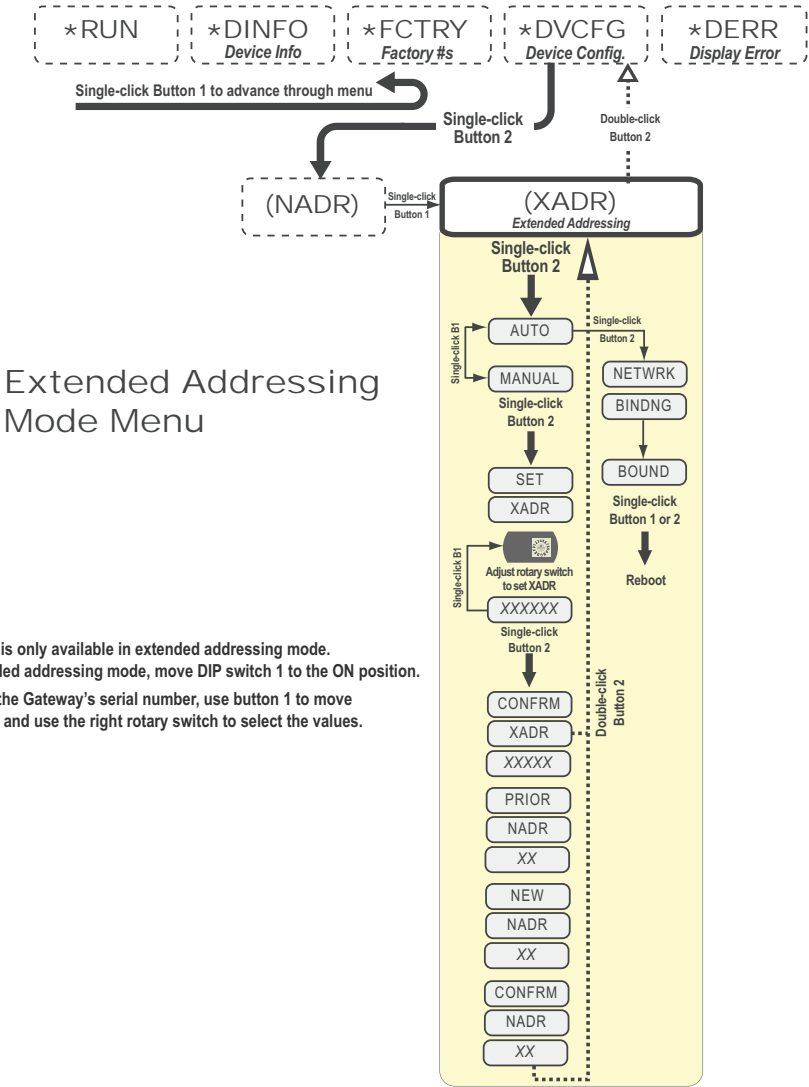 *RUN
*DINFO
Device Info
*FCTRY
Factory #s
*DVCFG
Device Config.
*DERR
Display Error
Single-click Button 1 to advance through menu
Single-click
Button 2
Double-click
Button 2
(NADR)
Single-click
Button 1
(XADR)
Extended Addressing
Single-click
Button 2
AUTO
Single-click
Button 2
Single-click B1
MANUAL
NETWRK
BINDNG
BOUND
Single-click
Button 1 or 2
Reboot
Extended Addressing
Mode Menu
Single-click
Button 2
SET
XADR
Single-click B1
Adjust rotary switch
to set XADR
XXXXXX
Single-click
Button 2
is only available in extended addressing mode.
ed addressing mode, move DIP switch 1 to the ON position.
the Gateway's serial number, use button 1 to move
and use the right rotary switch to select the values.
CONFRM
XADR
XXXXX
Double-click
Button 2
PRIOR
NADR
XX
NEW
NADR
XX
CONFRM
NADR
XX